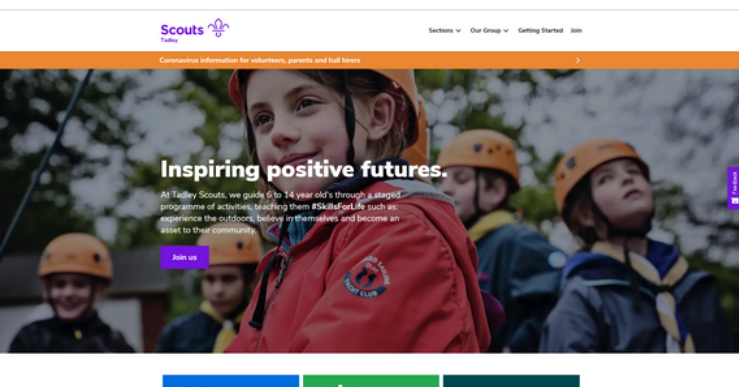 Scouts
Tadley
Sections
Our Group
Getting Started
Join
Coronavirus information for volunteers, parents and hall hirers
Inspiring positive futures.
At Tadley Scouts, we guide 6 to 14 year old's through a staged
programme of activities, teaching them #SkillsForLife such as:
experience the outdoors, believe in themselves and become an
asset to their community.
Join us
Feedback
YACHT CLUB